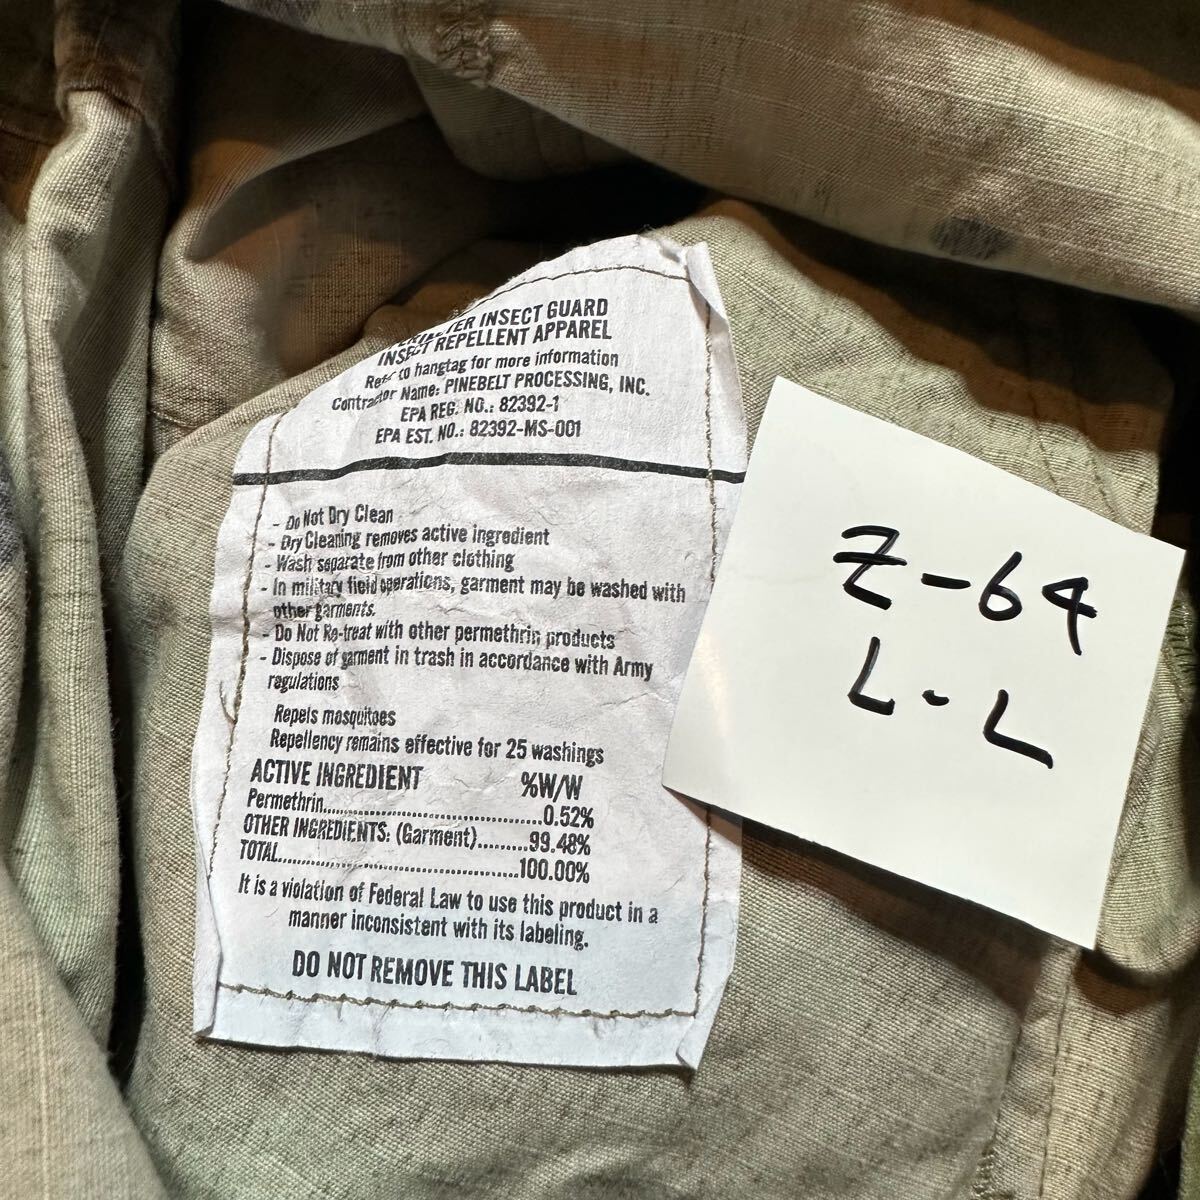 INSECT GUARD
INSECT REPELLENT APPAREL
Refer to hangtag for more information
Contractor Name: PINEBELT PROCESSING, INC.
EPA REG. NO.: 82392-1
EPA EST. NO.: 82392-MS-001
- Do Not Dry Clean
- Dry Cleaning removes active ingredient
- Wash separate from other clothing
- In military field operations, garment may be washed with
other garments.
- Do Not Re-treat with other permethrin products
- Dispose of garment in trash in accordance with Army
regulations
Repels mosquitoes
Repellency remains effective for 25 washings
ACTIVE INGREDIENT %W/W
Permethrin..............................0.52%
OTHER INGREDIENTS: (Garment).........99.48%
TOTAL..............................100.00%
It is a violation of Federal Law to use this product in a
manner inconsistent with its labeling.
DO NOT REMOVE THIS LABEL
Z-64
L-L